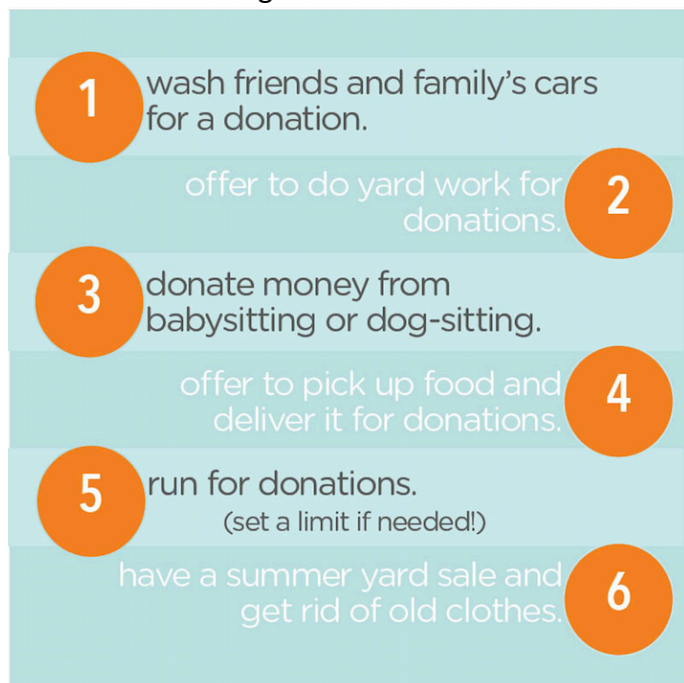 1
wash friends and family's cars
for a donation.
offer to do yard work for
donations.
2
3
donate money from
babysitting or dog-sitting.
offer to pick up food and
deliver it for donations.
4
5
run for donations.
(set a limit if needed!)
have a summer yard sale and
get rid of old clothes.
6